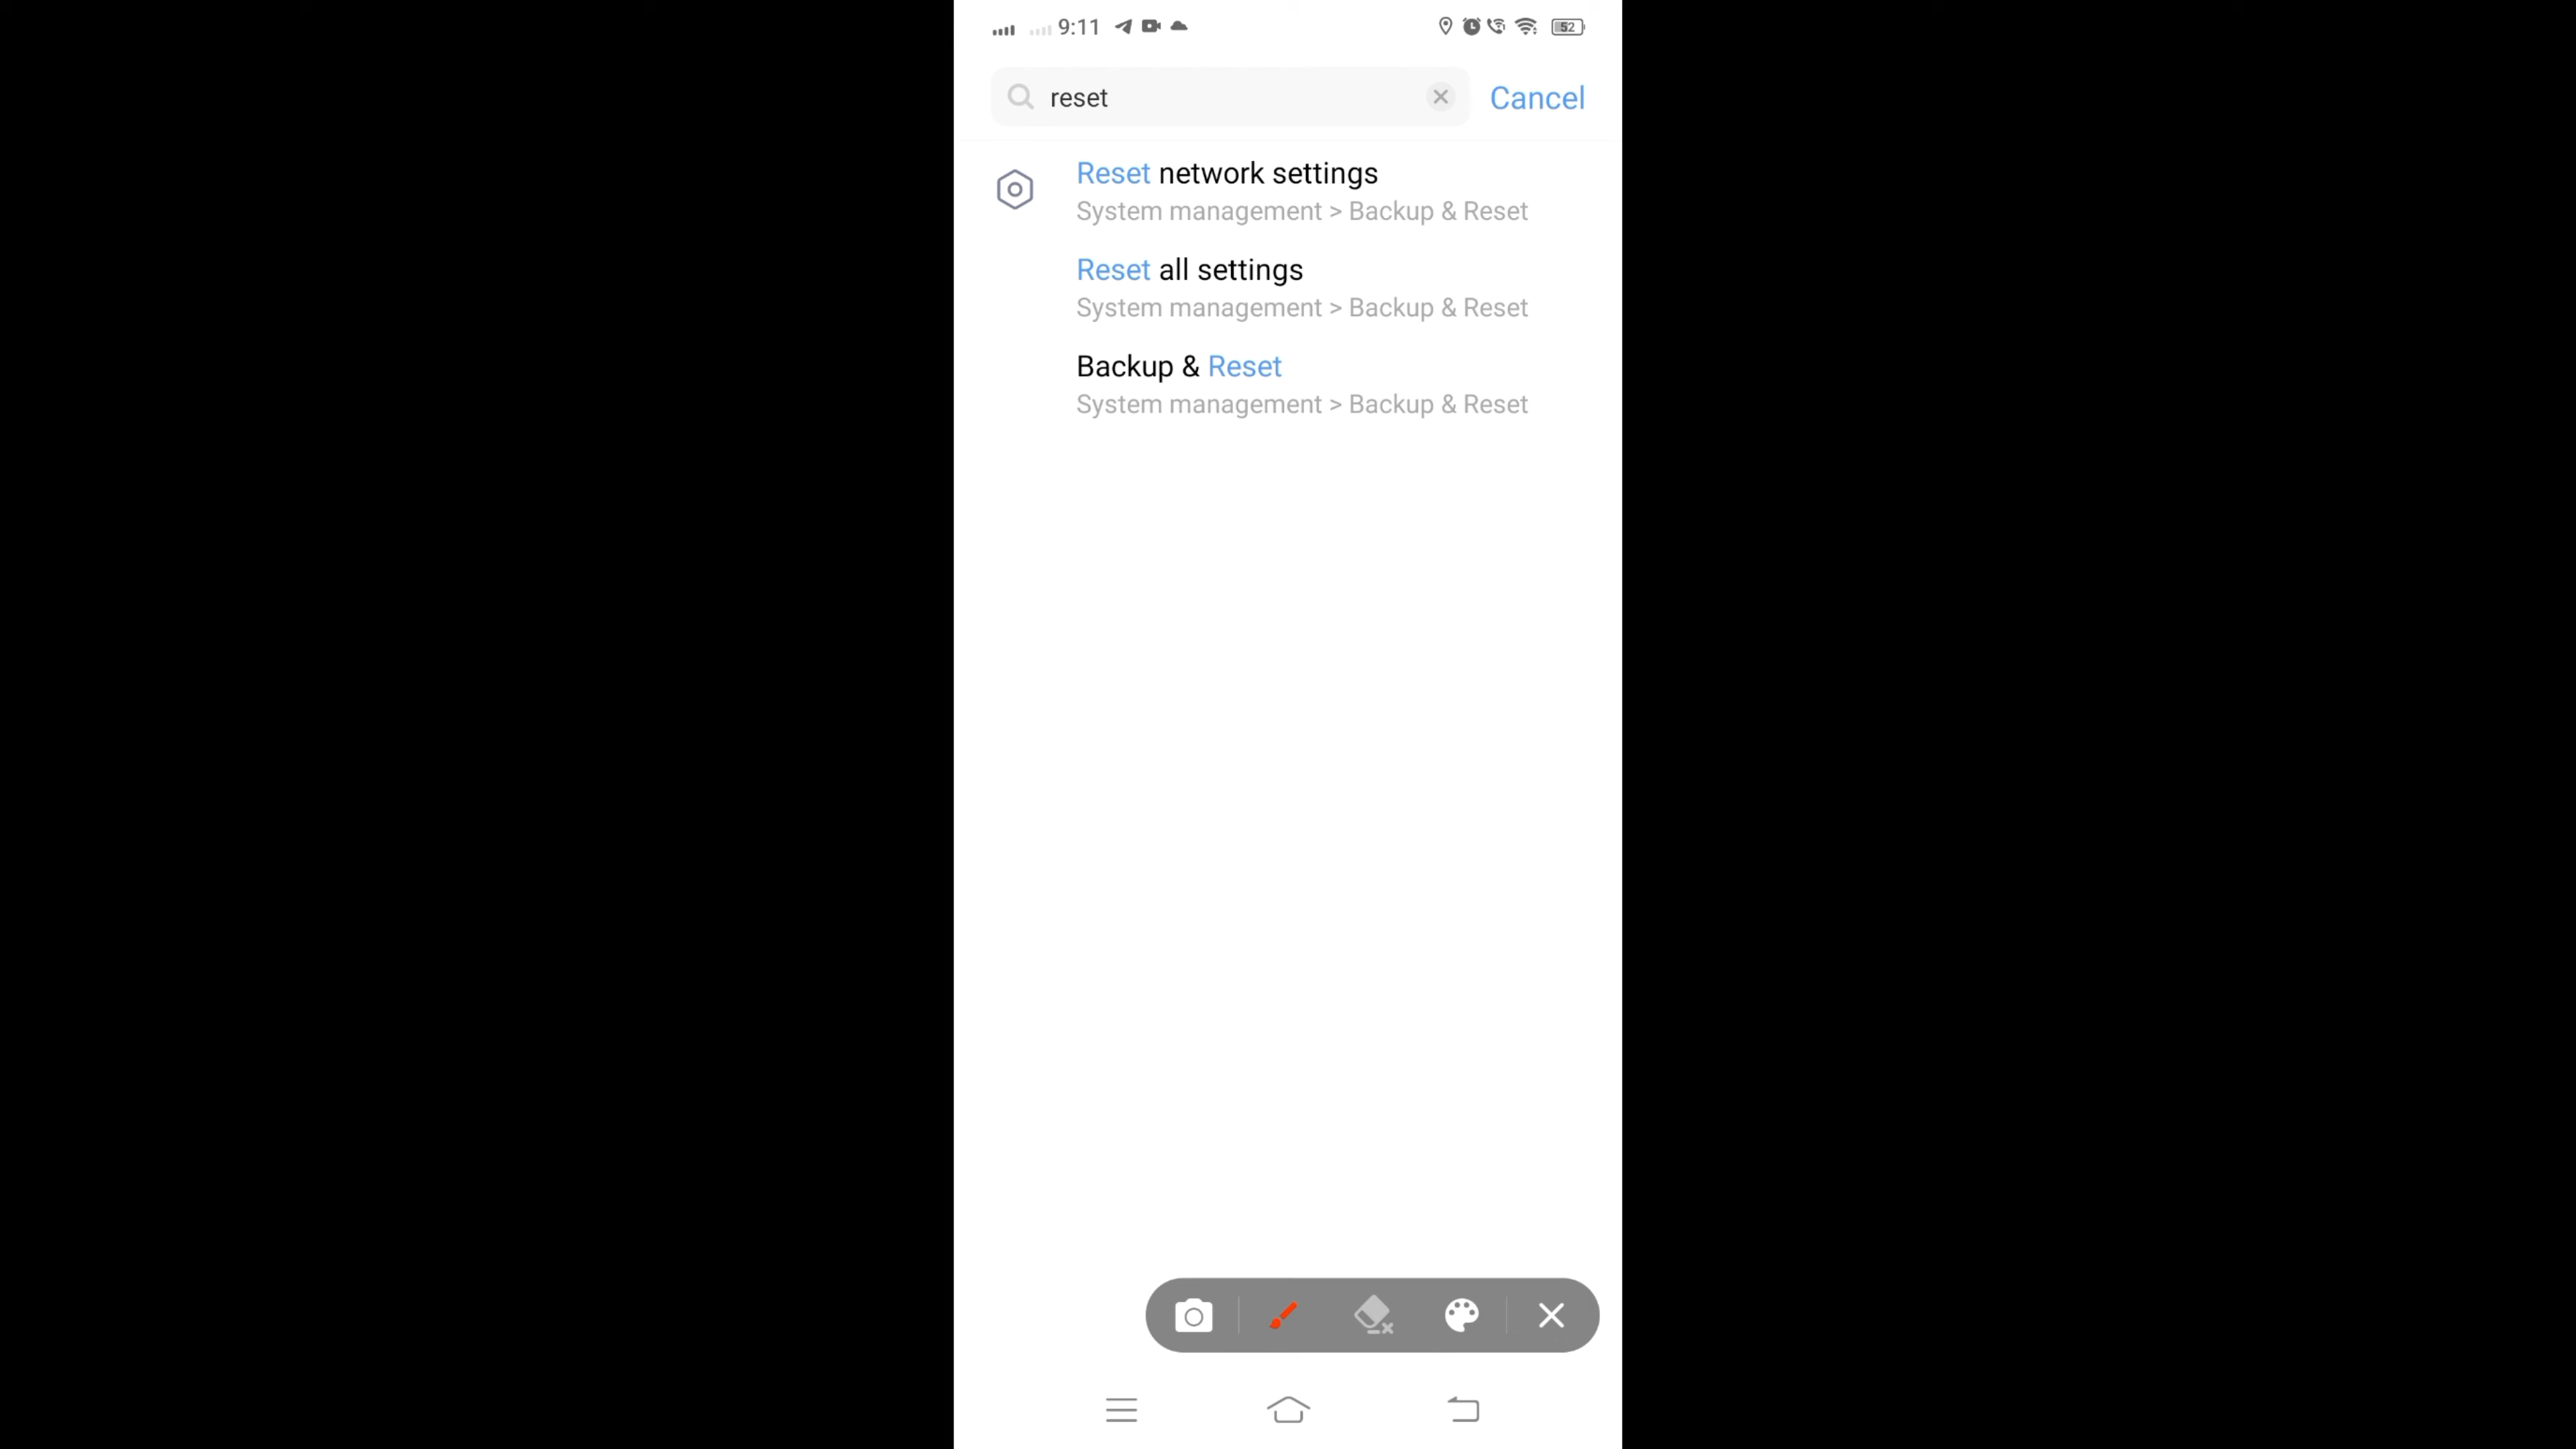 9:11
52
reset
Cancel
Reset network settings
System management > Backup & Reset
Reset all settings
System management > Backup & Reset
Backup & Reset
System management > Backup & Reset